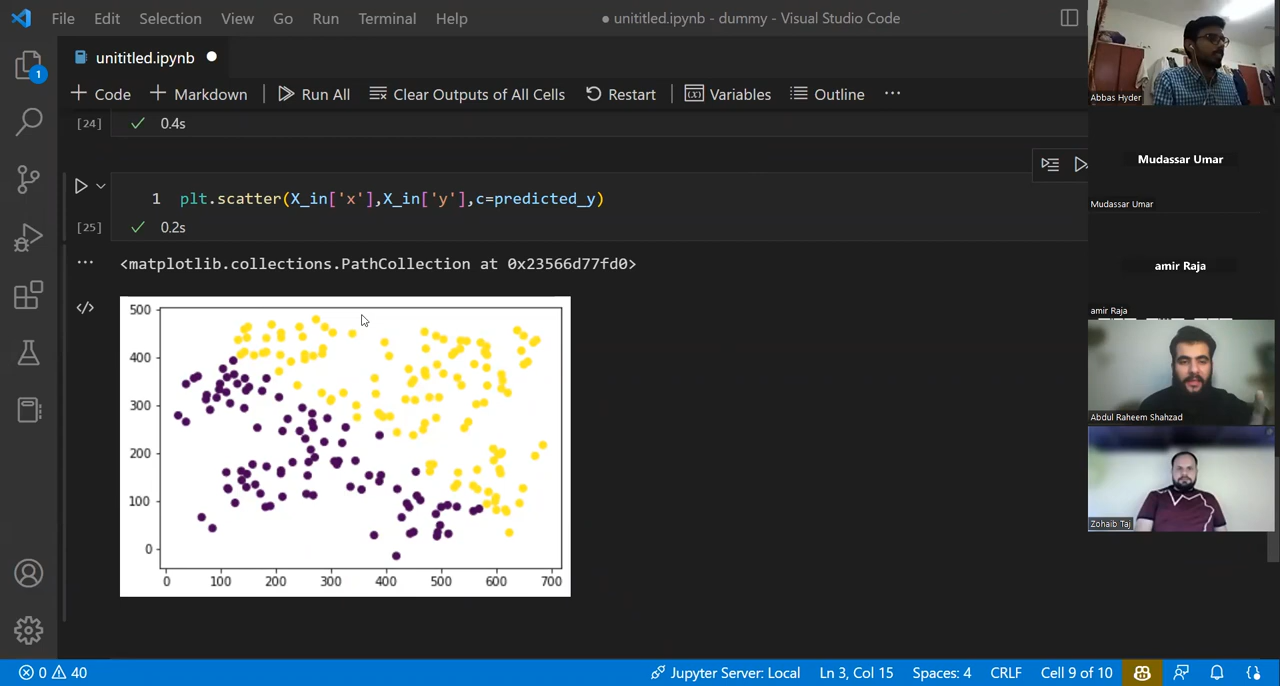 File Edit Selection View Go Run Terminal Help
● unititled.ipynb - dummy - Visual Studio Code
unititled.ipynb ●
1
+ Code + Markdown Run All Clear Outputs of All Cells Restart Variables Outline ...
[24] ✓ 0.4s
1 plt.scatter(X_in['x'],X_in['y'],c=predicted_y)
[25] ✓ 0.2s
... <matplotlib.collections.PathCollection at 0x23566d77fd0>
</>
500
400
300
200
100
0
0 100 200 300 400 500 600 700
Abbas Hyder
Mudassar Umar
Mudassar Umar
amir Raja
amir Raja
Abdul Raheem Shahzad
Zohaib Taj
0 40
Jupyter Server: Local Ln 3, Col 15 Spaces: 4 CRLF Cell 9 of 10